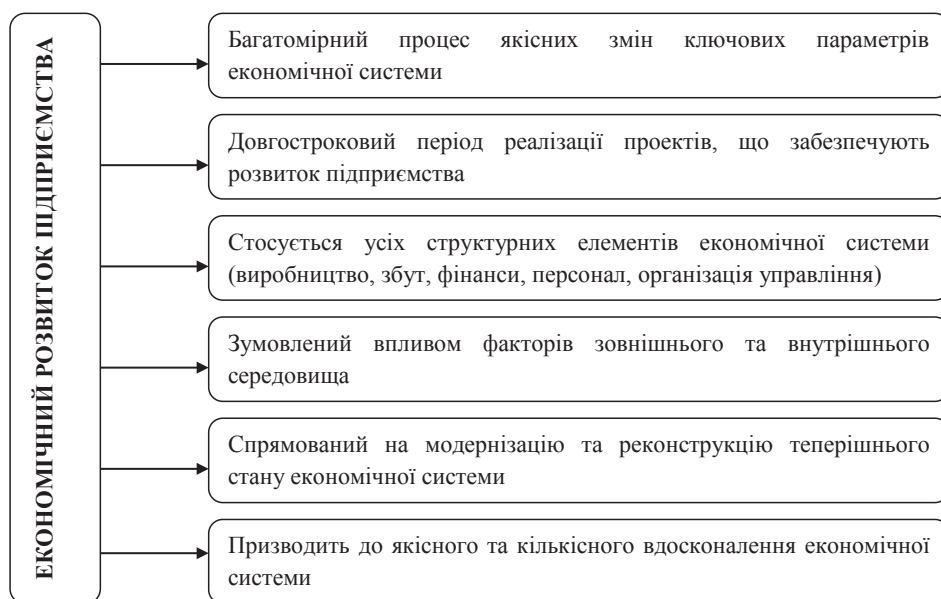 ЕКОНОМІЧНИЙ РОЗВИТОК ПІДПРИЄМСТВА
Багатомірний процес якісних змін ключових параметрів
економічної системи
Довгостроковий період реалізації проектів, що забезпечують
розвиток підприємства
Стосується усіх структурних елементів економічної системи
(виробництво, збут, фінанси, персонал, організація управління)
Зумовлений впливом факторів зовнішнього та внутрішнього
середовища
Спрямований на модернізацію та реконструкцію теперішнього
стану економічної системи
Призводить до якісного та кількісного вдосконалення економічної
системи